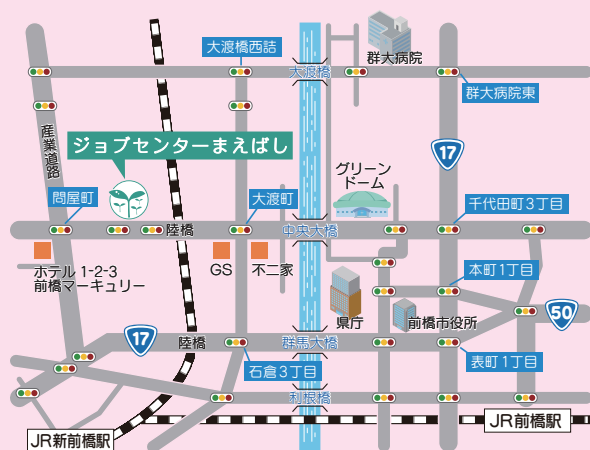 大渡橋西詰
群大病院
大渡橋
群大病院東
産業道路
ジョブセンターまえばし
17
グリーン
ドーム
問屋町
大渡町
千代田町3丁目
陸橋
中央大橋
ホテル 1-2-3
前橋マーキュリー
GS
不二家
本町1丁目
県庁
前橋市役所
50
17
陸橋
群馬大橋
石倉3丁目
表町1丁目
利根橋
JR前橋駅
JR新前橋駅